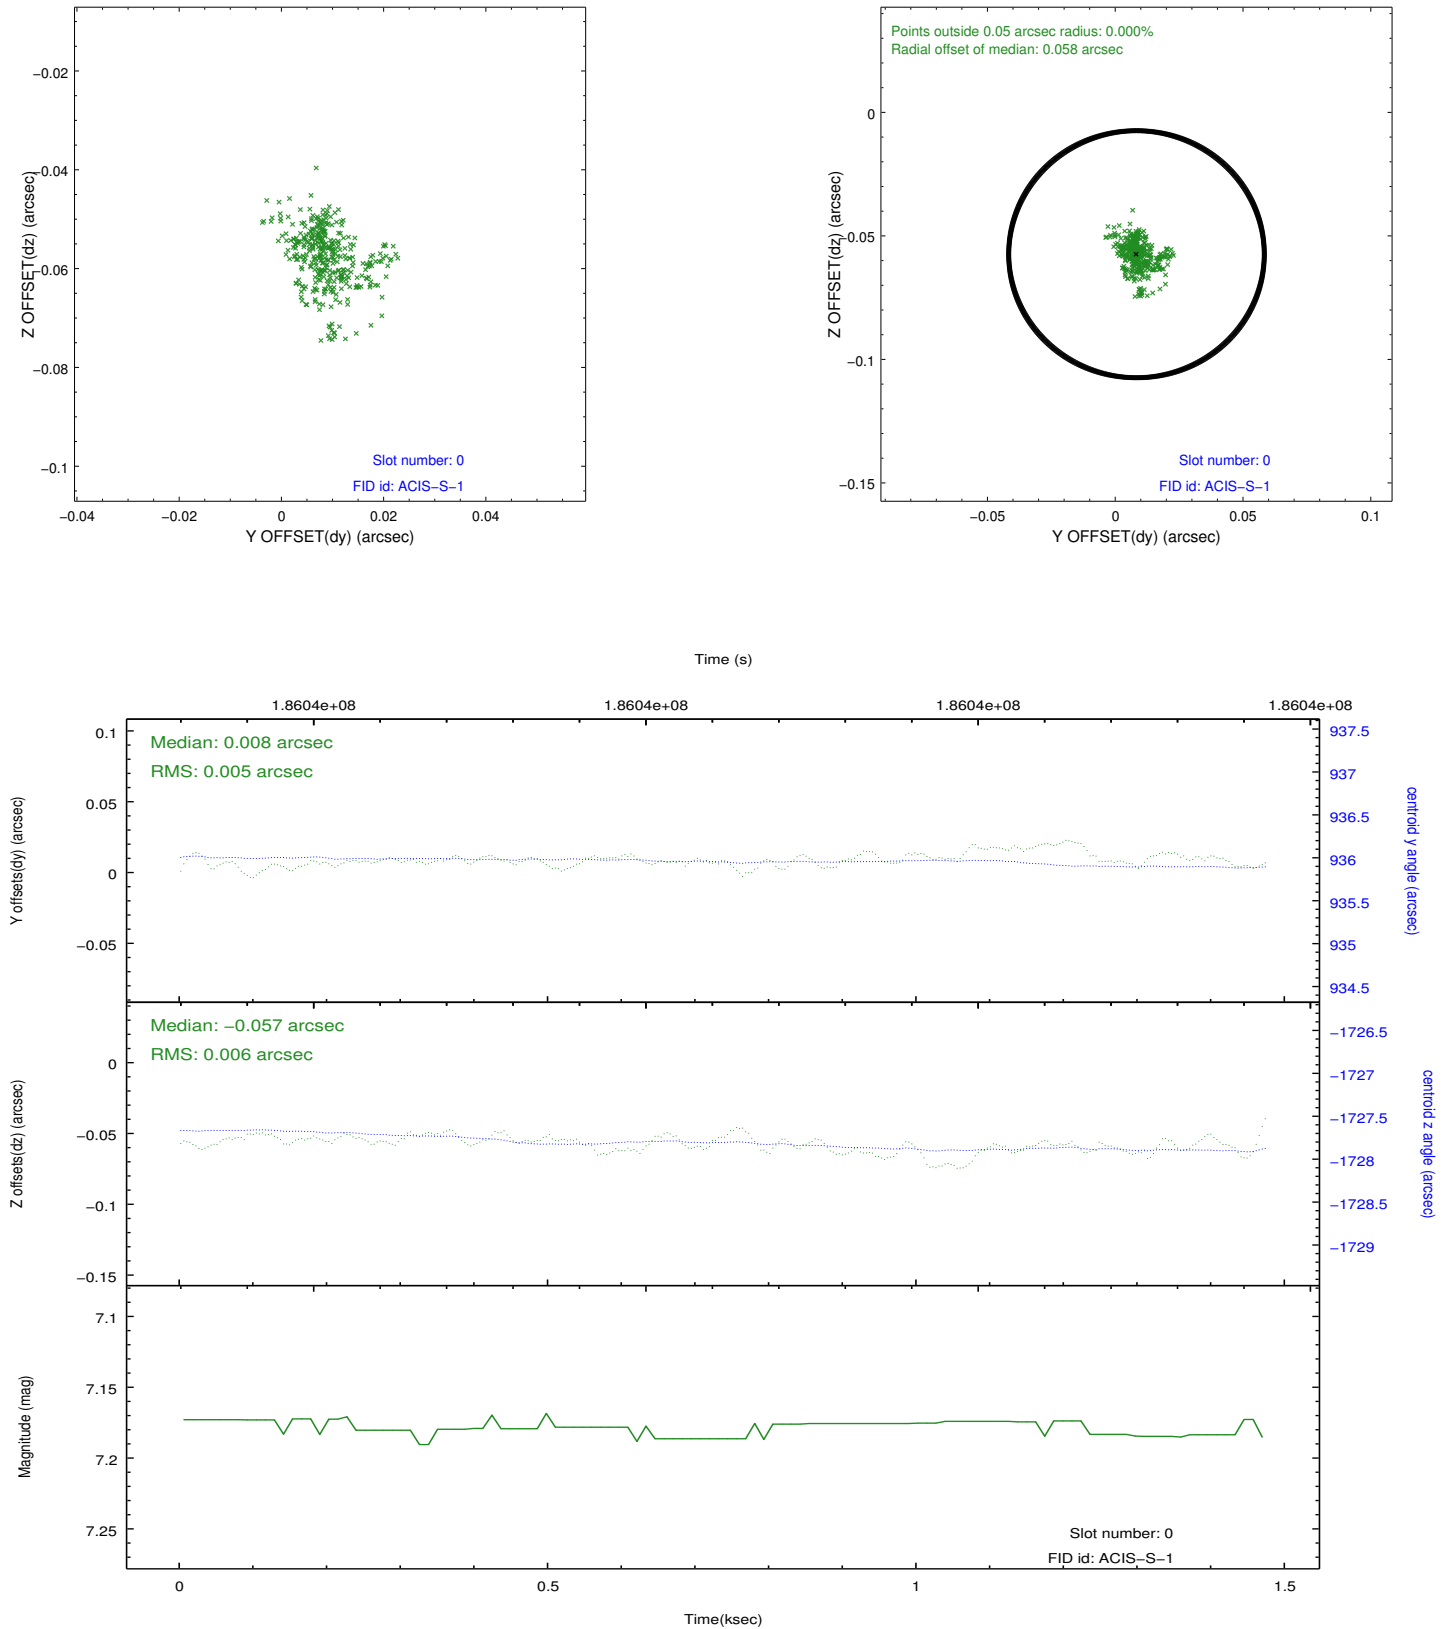 −0.02
−0.04
−0.06
−0.08
−0.1
Z OFFSET(dz) (arcsec)
Slot number: 0
FID id: ACIS−S−1
−0.04
−0.02
0
0.02
0.04
Y OFFSET(dy) (arcsec)
Points outside 0.05 arcsec radius: 0.000%
Radial offset of median: 0.058 arcsec
0
−0.05
−0.1
−0.15
Z OFFSET(dz) (arcsec)
Slot number: 0
FID id: ACIS−S−1
−0.05
0
0.05
0.1
Y OFFSET(dy) (arcsec)
Time (s)
1.8604e+08
1.8604e+08
1.8604e+08
1.8604e+08
Median: 0.008 arcsec
RMS: 0.005 arcsec
0.1
0.05
0
−0.05
Y offsets(dy) (arcsec)
937.5
937
936.5
936
935.5
935
934.5
centroid y angle (arcsec)
Median: −0.057 arcsec
RMS: 0.006 arcsec
0
−0.05
−0.1
−0.15
Z offsets(dz) (arcsec)
−1726.5
−1727
−1727.5
−1728
−1728.5
−1729
centroid z angle (arcsec)
7.1
7.15
7.2
7.25
Magnitude (mag)
Slot number: 0
FID id: ACIS−S−1
0
0.5
1
1.5
Time(ksec)